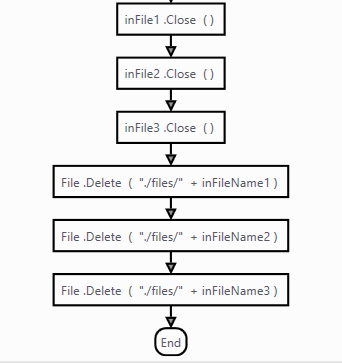 inFile1 .Close ( )
inFile2 .Close ( )
inFile3 .Close ( )
File .Delete ( "./files/" + inFileName1 )
File .Delete ( "./files/" + inFileName2 )
File .Delete ( "./files/" + inFileName3 )
End